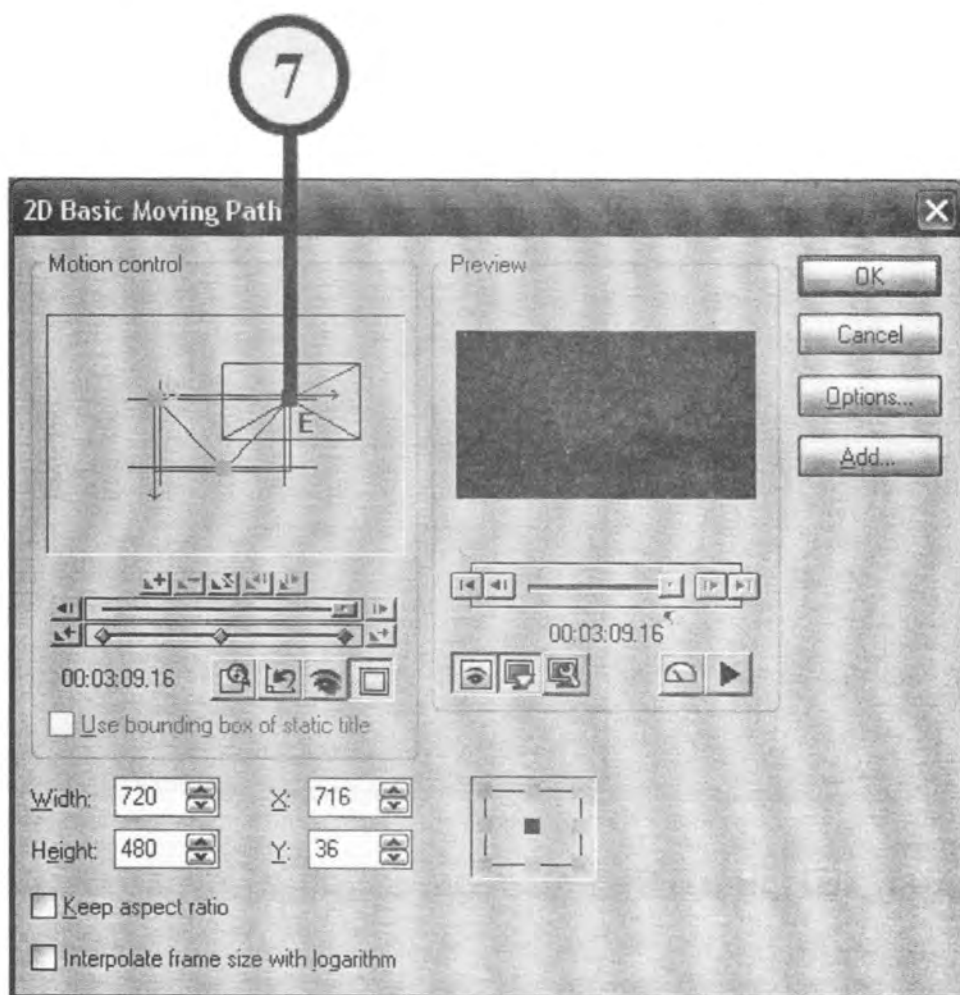 7
2D Basic Moving Path
Motion control
Preview
OK
Cancel
Options...
Add...
E
00:03:09.16
00:03:09.16
Use bounding box of static title
Width: 720
X: 716
Height: 480
Y: 36
Keep aspect ratio
Interpolate frame size with logarithm